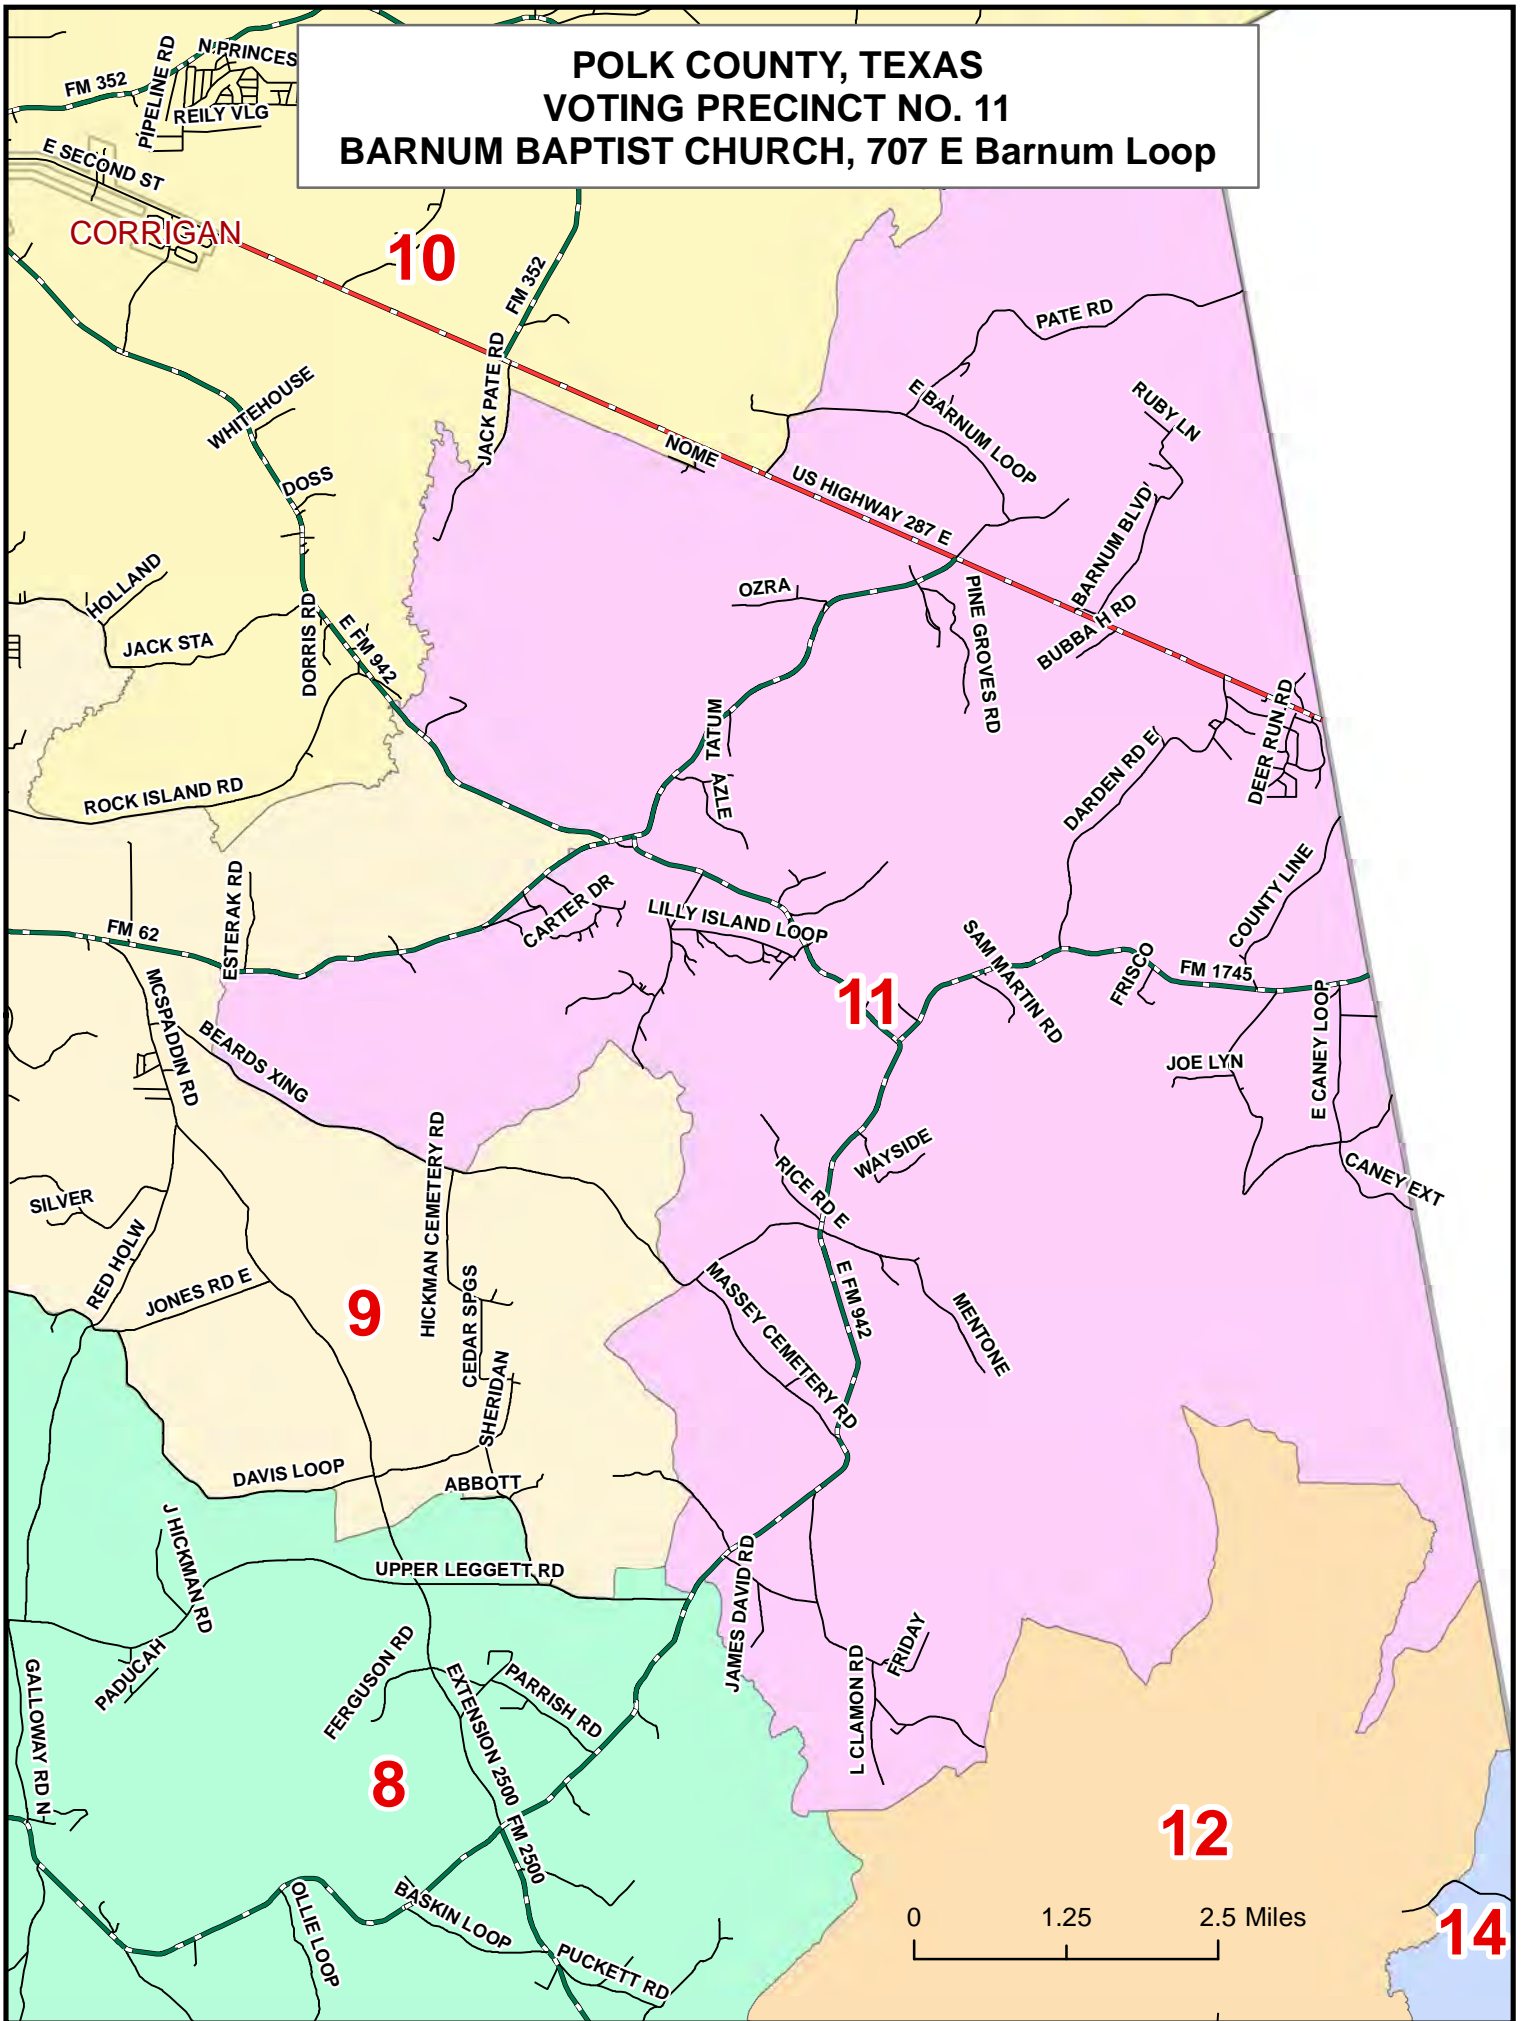 POLK COUNTY, TEXAS
VOTING PRECINCT NO. 11
BARNUM BAPTIST CHURCH, 707 E Barnum Loop
N PRINCES
PIPELINE RD
FM 352
REILY VLG
E SECOND ST
CORRIGAN
10
FM 352
JACK PATE RD
PATE RD
WHITEHOUSE
E BARNUM LOOP
RUBY LN
NOME
US HIGHWAY 287 E
DOSS
BARNUM BLVD
HOLLAND
OZRA
PINE GROVES RD
BUBBA H RD
JACK STA
DORRIS RD
E FM 942
TATUM
AZLE
DEER RUN RD
DARDEN RD E
ROCK ISLAND RD
ESTERAK RD
CARTER DR
LILLY ISLAND LOOP
COUNTY LINE
FM 62
SAM MARTIN RD
FRISCO
FM 1745
11
MCSPADDIN RD
BEARDS XING
E CANEY LOOP
JOE LYN
HICKMAN CEMETERY RD
WAYSIDE
RICE RD E
CANEY EXT
SILVER
RED HOLW
JONES RD E
9
CEDAR SPGS
MASSEY CEMETERY RD
E FM 942
MENTONE
SHERIDAN
DAVIS LOOP
ABBOTT
J HICKMAN RD
UPPER LEGGETT RD
JAMES DAVID RD
PADUCAH
FERGUSON RD
EXTENSION 2500
PARRISH RD
FRIDAY
L CLAMON RD
GALLOWAY RD N
8
FM 2500
12
BASKIN LOOP
OLLIE LOOP
PUCKETT RD
0 1.25 2.5 Miles
14